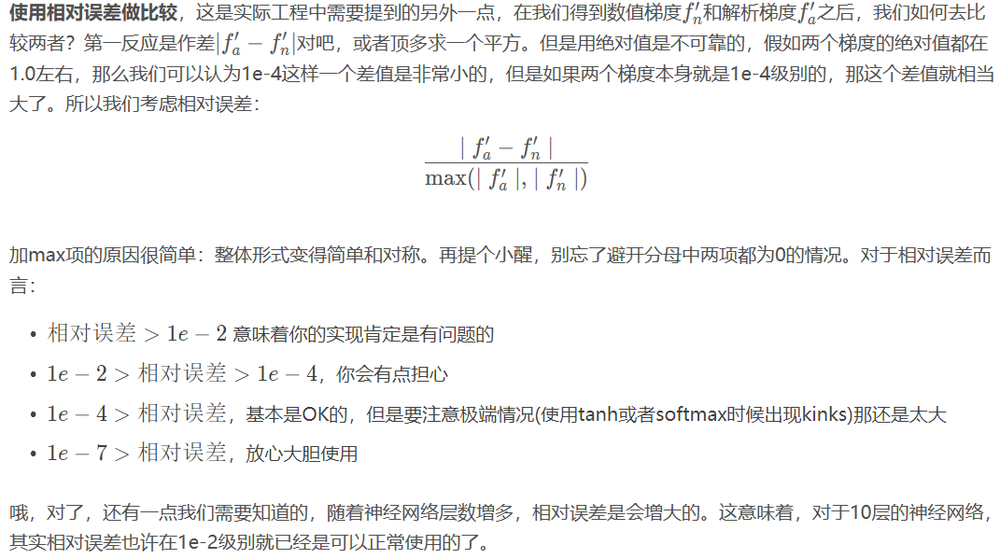 使用相对误差做比较，这是实际工程中需要提到的另外一点，在我们得到数值梯度f′n和解析梯度f′a之后，我们如何去比
较两者？第一反应是作差|f′a − f′n|对吧，或者顶多求一个平方。但是用绝对值是不可靠的，假如两个梯度的绝对值都在
1.0左右，那么我们可以认为1e-4这样一个差值是非常小的，但是如果两个梯度本身就是1e-4级别的，那这个差值就相当
大了。所以我们考虑相对误差：
| f′a − f′n |
max(| f′a |, | f′n |)
加max项的原因很简单：整体形式变得简单和对称。再提个小醒，别忘了避开分母中两项都为0的情况。对于相对误差而
言：
• 相对误差 > 1e − 2 意味着你的实现肯定是有问题的
• 1e − 2 > 相对误差 > 1e − 4，你会有点担心
• 1e − 4 > 相对误差，基本是OK的，但是要注意极端情况(使用tanh或者softmax时候出现kinks)那还是太大
• 1e − 7 > 相对误差，放心大胆使用
哦，对了，还有一点我们需要知道的，随着神经网络层数增多，相对误差是会增大的。这意味着，对于10层的神经网络，
其实相对误差也许在1e-2级别就已经是可以正常使用的了。